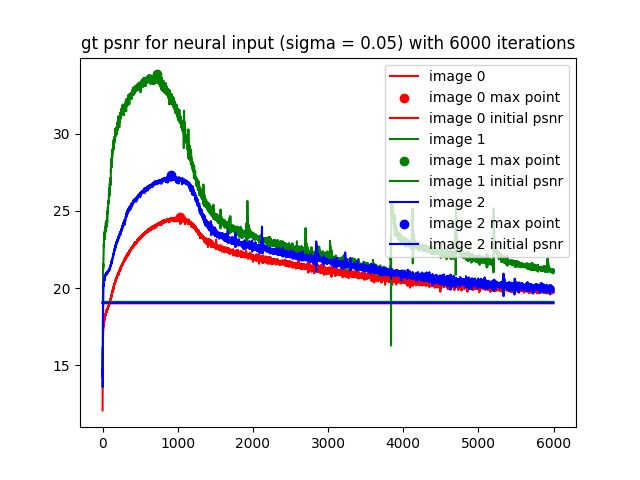 gt psnr for neural input (sigma = 0.05) with 6000 iterations
image 0
image 0 max point
image 0 initial psnr
image 1
image 1 max point
image 1 initial psnr
image 2
image 2 max point
image 2 initial psnr
30
25
20
15
0
1000
2000
3000
4000
5000
6000